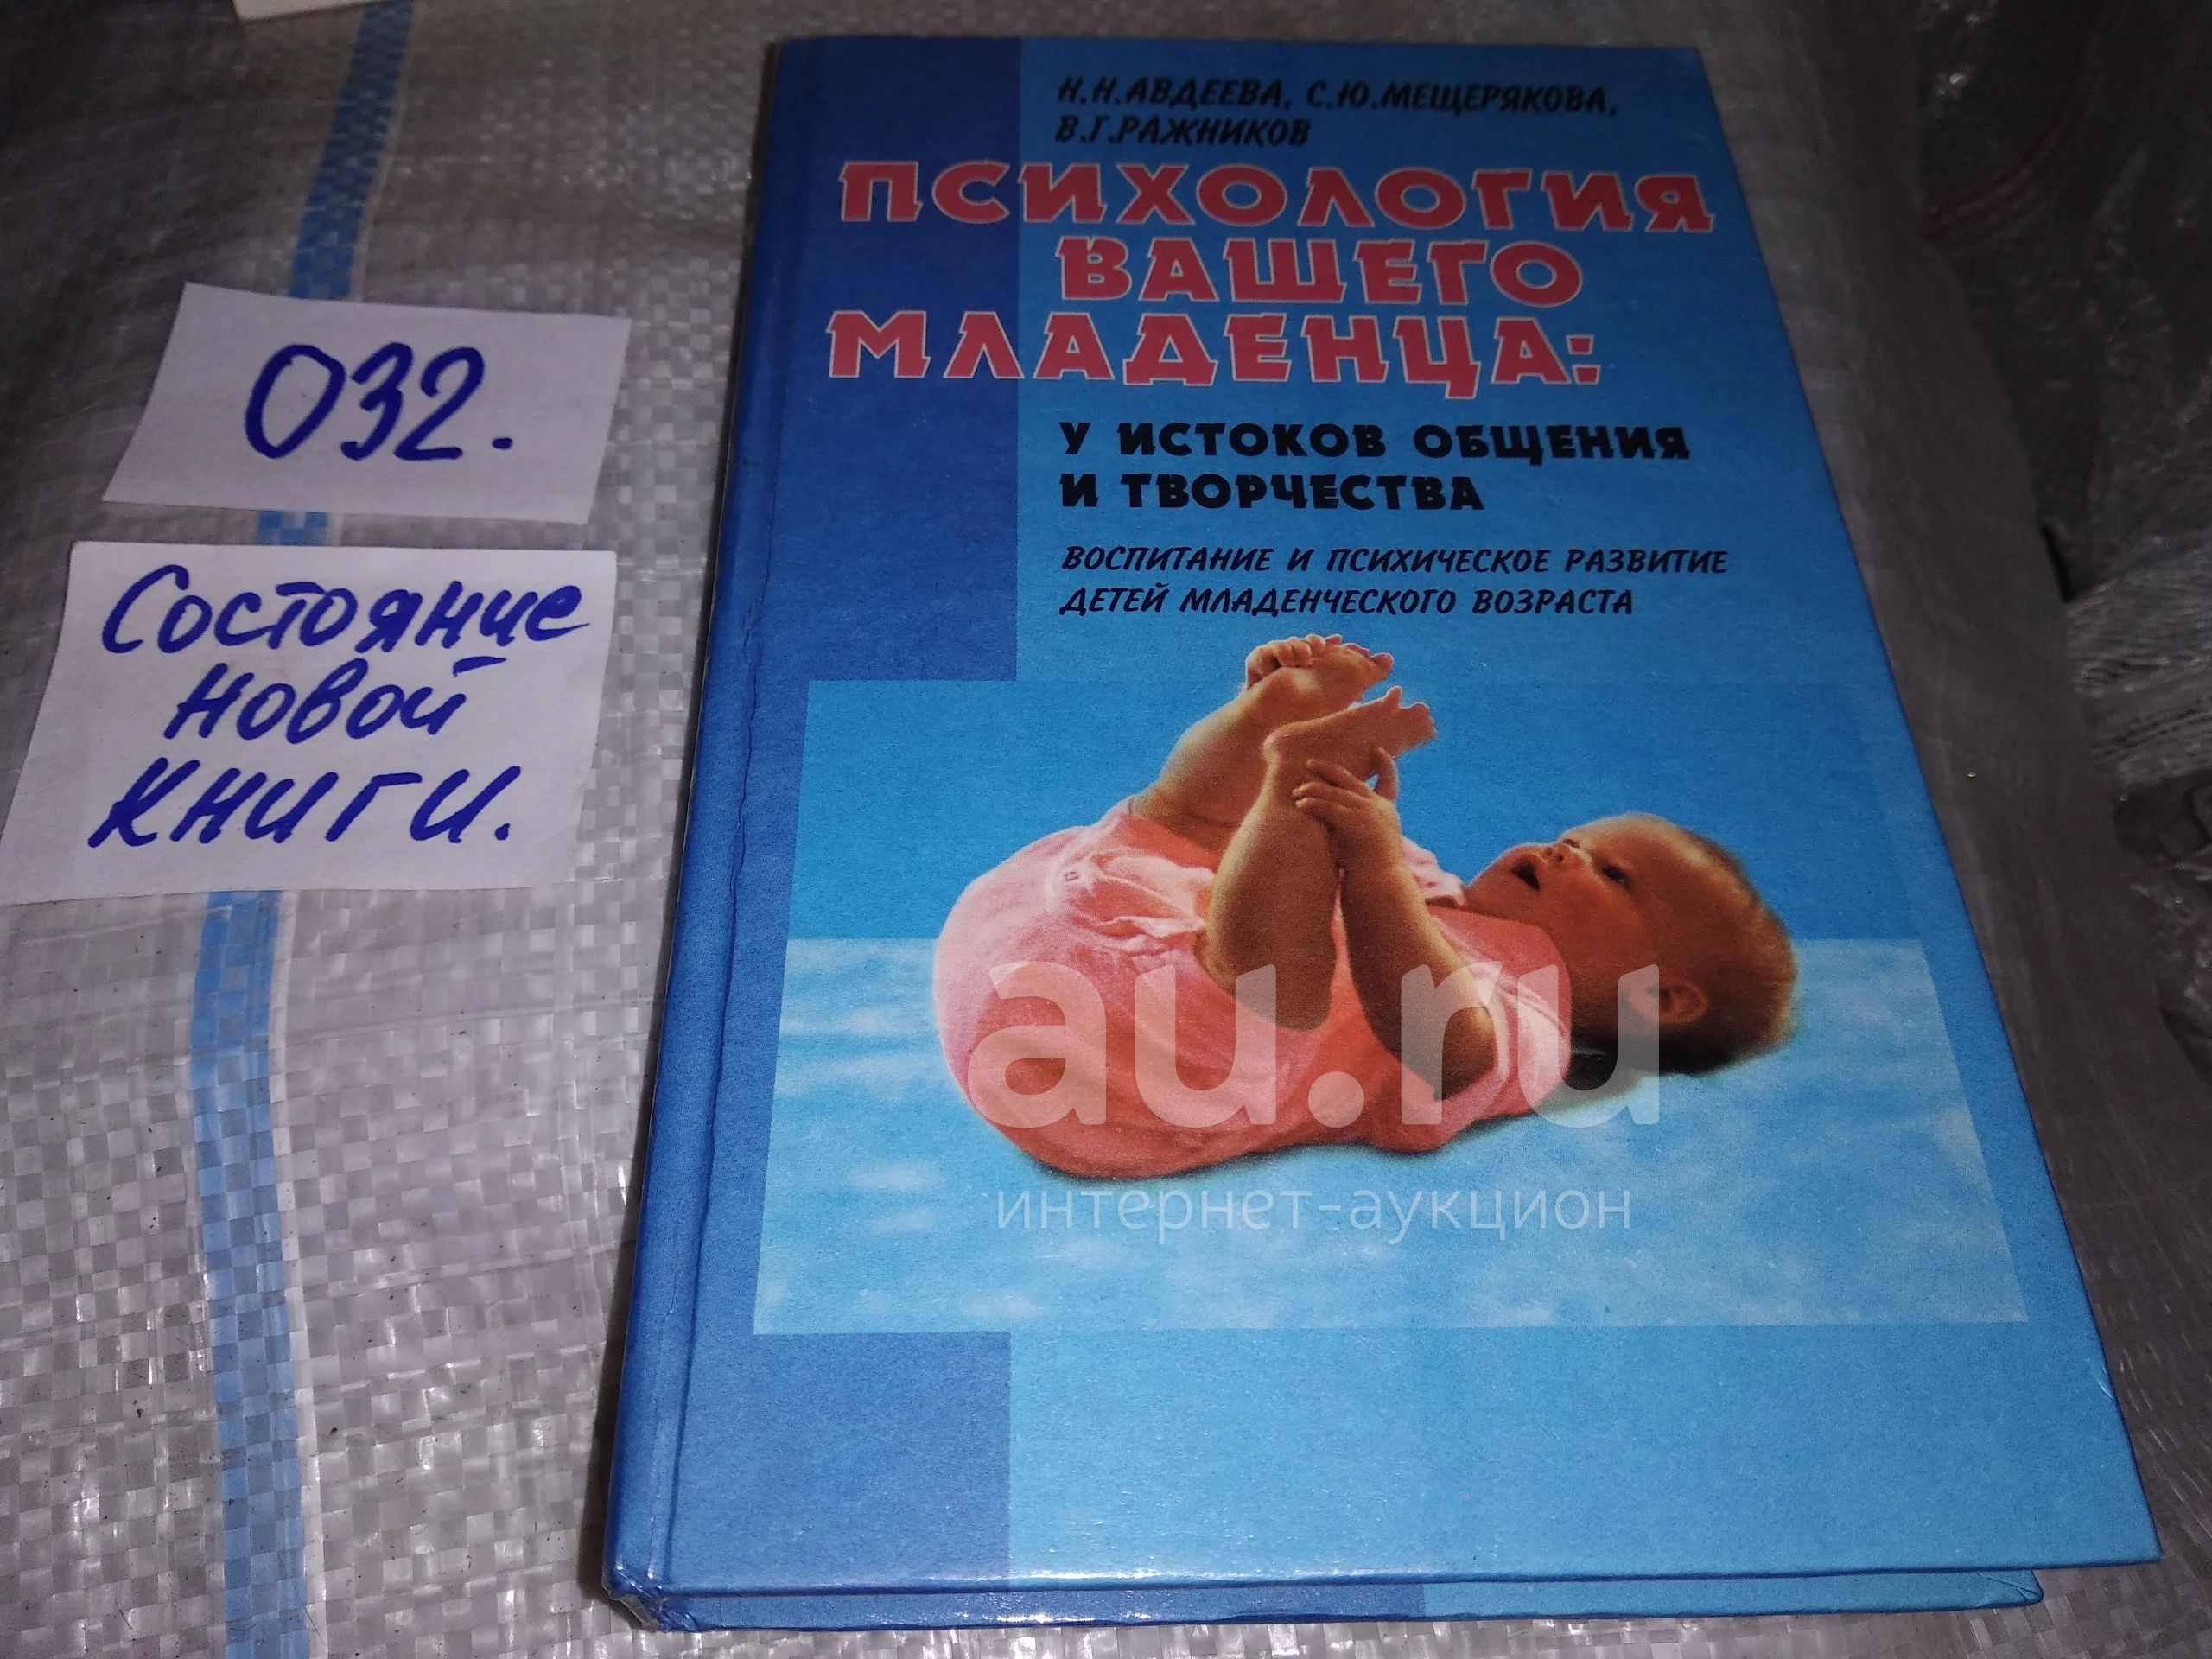 О32.
Состояние
новой
книги.
Н.Н.АВДЕЕВА, С.Ю.МЕЩЕРЯКОВА,
В.Г.РАЖНИКОВ
ПСИХОЛОГИЯ
ВАШЕГО
МЛАДЕНЦА:
У ИСТОКОВ ОБЩЕНИЯ
И ТВОРЧЕСТВА
ВОСПИТАНИЕ И ПСИХИЧЕСКОЕ РАЗВИТИЕ
ДЕТЕЙ МЛАДЕНЧЕСКОГО ВОЗРАСТА
au.ru
интернет-аукцион